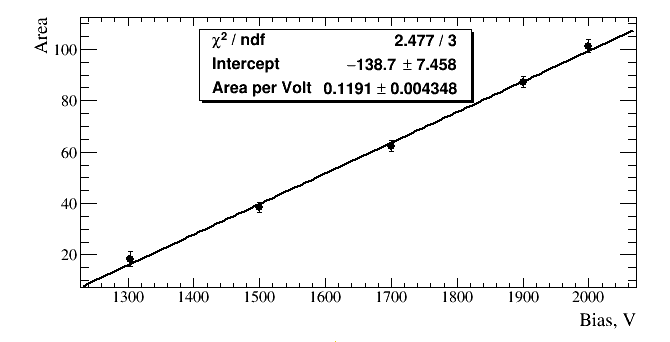 Area
χ² / ndf 2.477 / 3
Intercept −138.7 ± 7.458
Area per Volt 0.1191 ± 0.004348
100
80
60
40
20
1300 1400 1500 1600 1700 1800 1900 2000
Bias, V